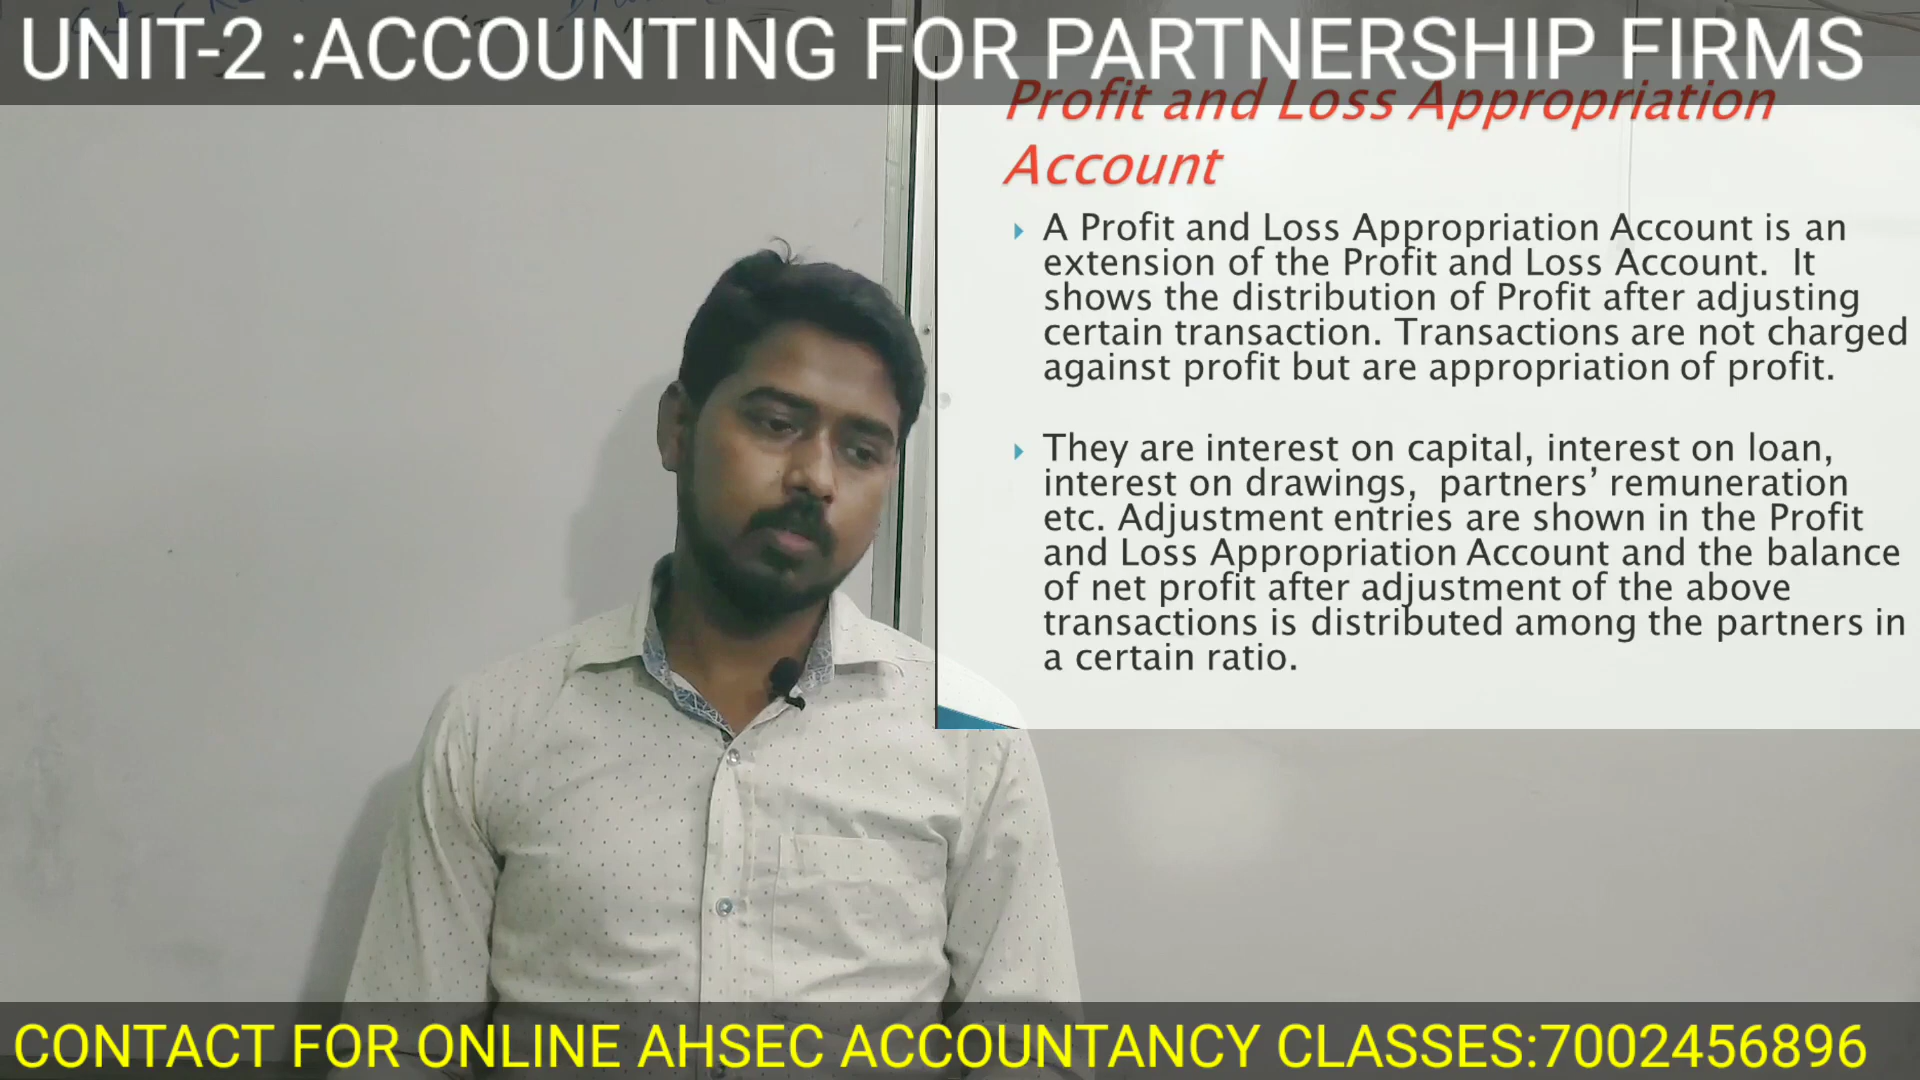 UNIT-2 :ACCOUNTING FOR PARTNERSHIP FIRMS
Profit and Loss Appropriation
Account
A Profit and Loss Appropriation Account is an
extension of the Profit and Loss Account.  It
shows the distribution of Profit after adjusting
certain transaction. Transactions are not charged
against profit but are appropriation of profit.
They are interest on capital, interest on loan,
interest on drawings,  partners’ remuneration
etc. Adjustment entries are shown in the Profit
and Loss Appropriation Account and the balance
of net profit after adjustment of the above
transactions is distributed among the partners in
a certain ratio.
CONTACT FOR ONLINE AHSEC ACCOUNTANCY CLASSES:7002456896